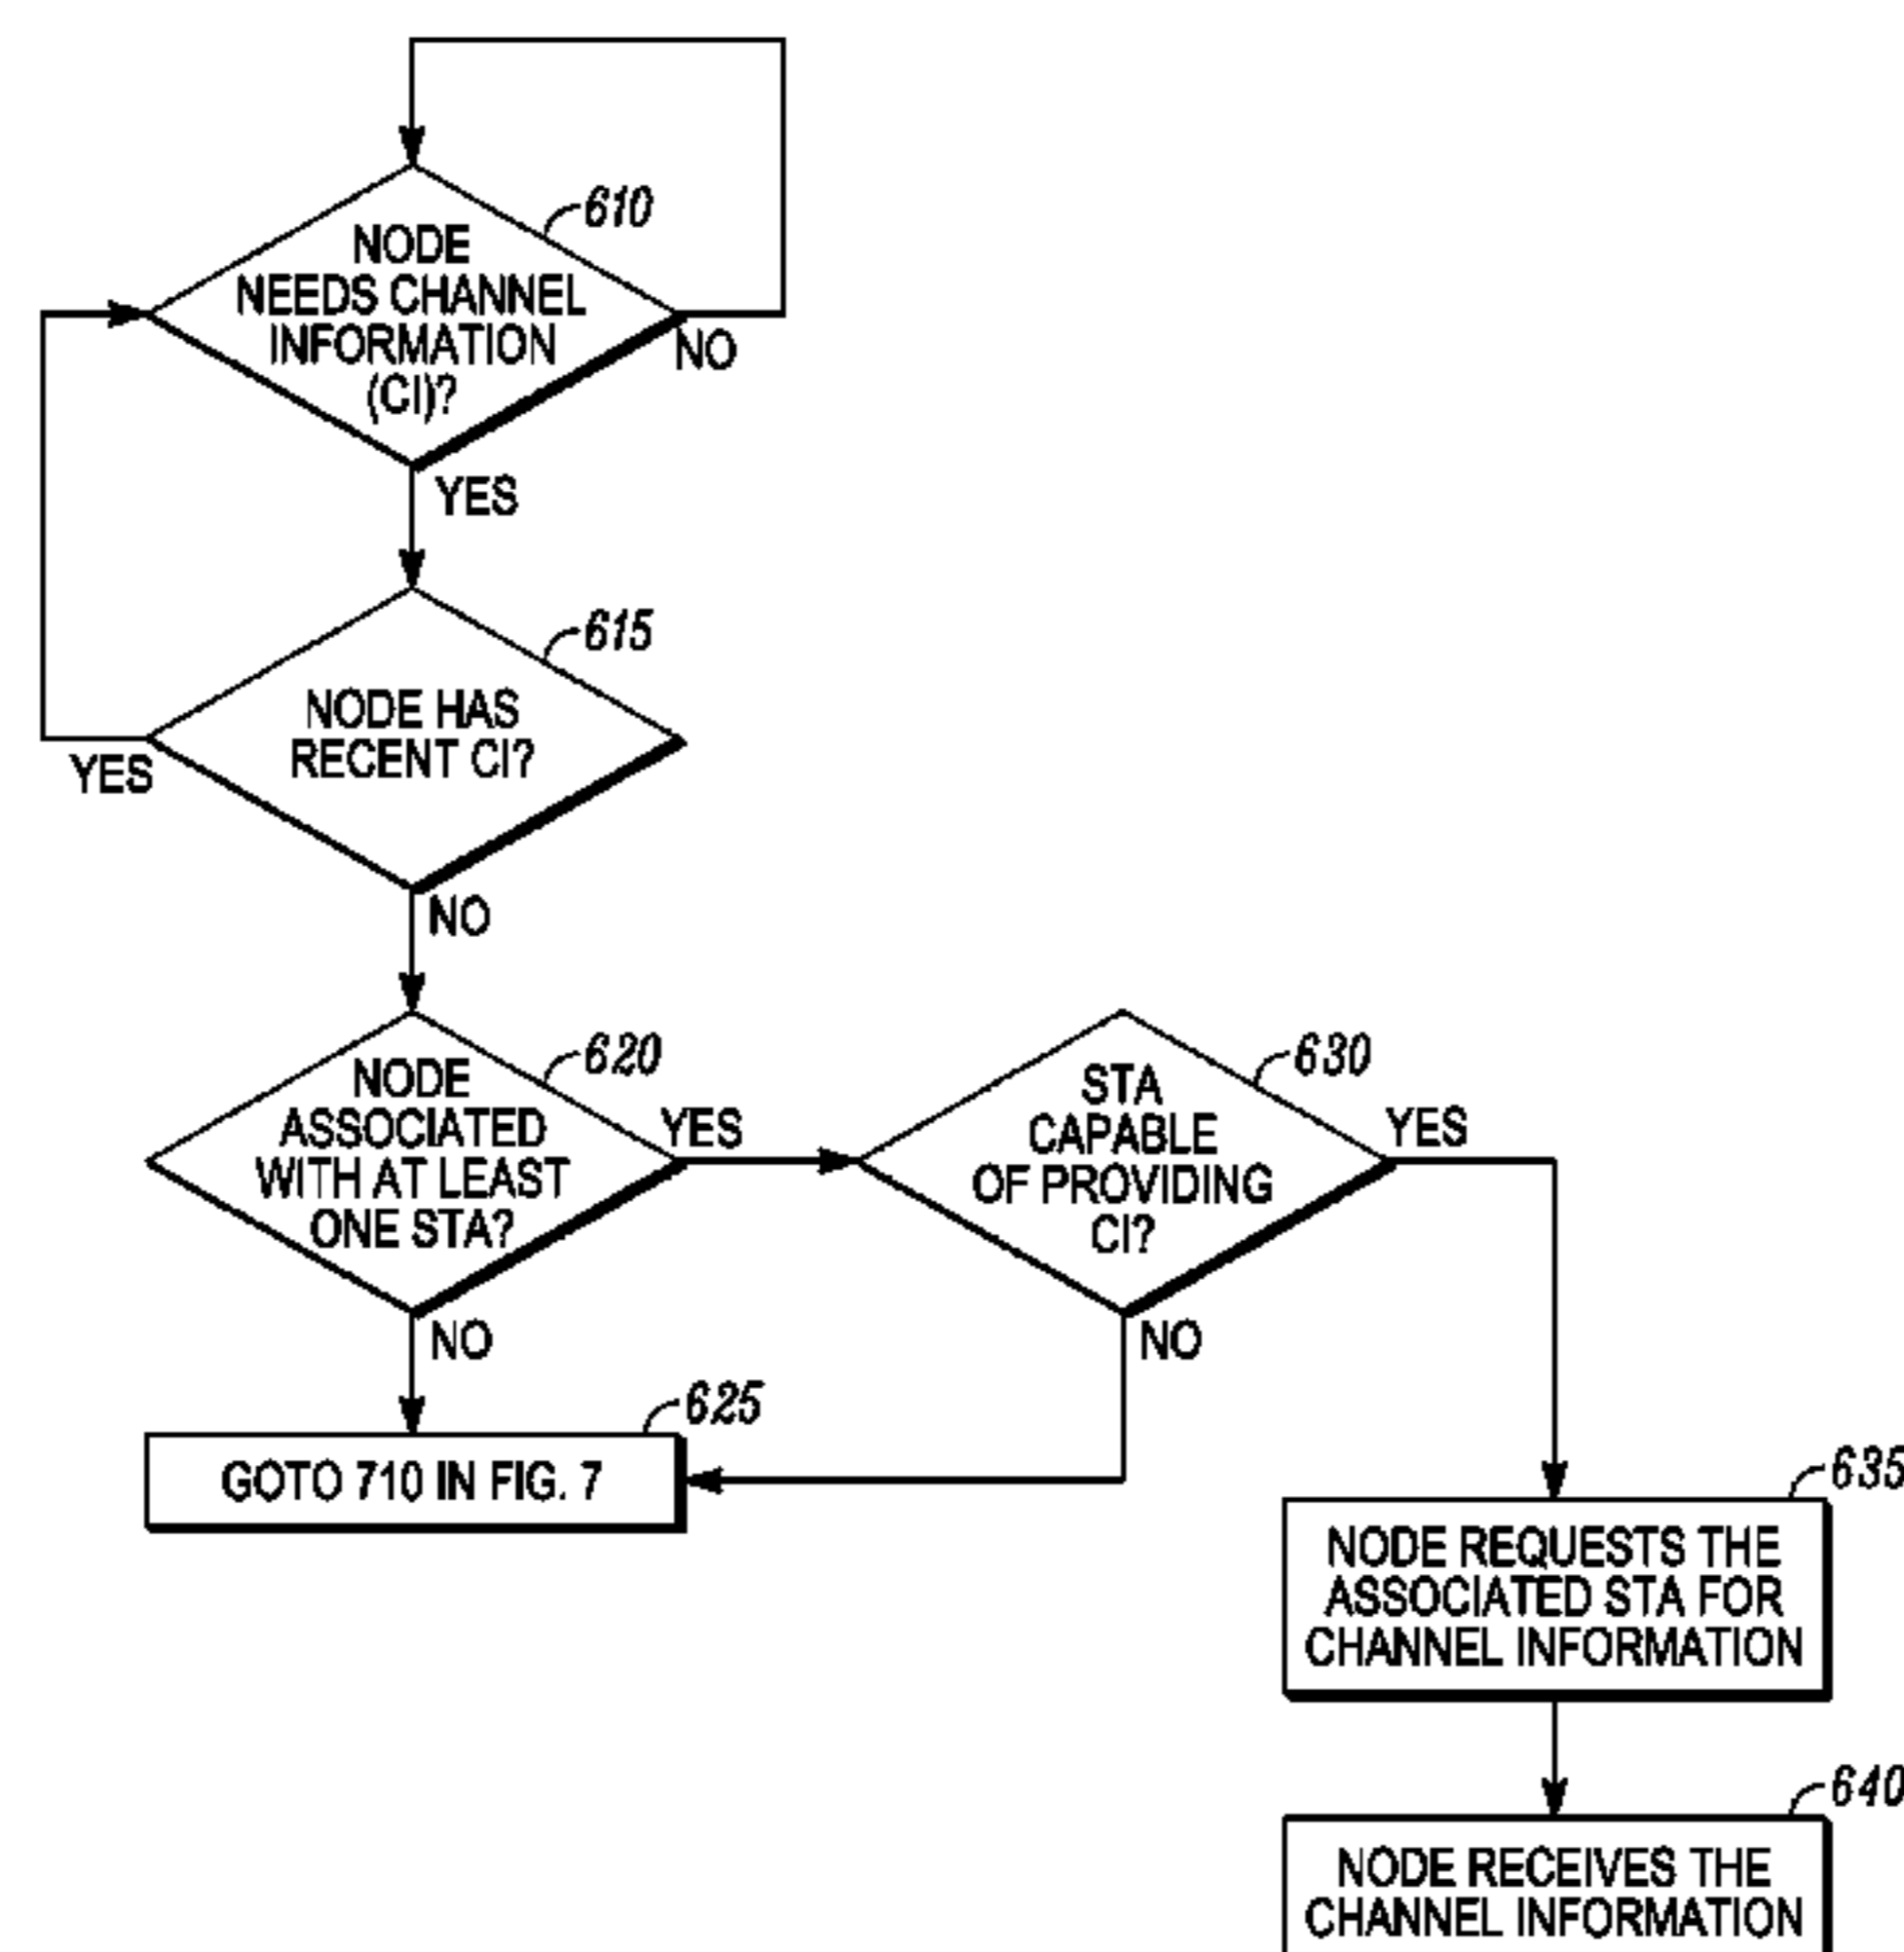 610
NODE
NEEDS CHANNEL
INFORMATION
(CI)?
NO
YES
615
NODE HAS
RECENT CI?
YES
NO
620
NODE
ASSOCIATED
WITH AT LEAST
ONE STA?
YES
NO
630
STA
CAPABLE
OF PROVIDING
CI?
YES
NO
625
GOTO 710 IN FIG. 7
635
NODE REQUESTS THE
ASSOCIATED STA FOR
CHANNEL INFORMATION
640
NODE RECEIVES THE
CHANNEL INFORMATION